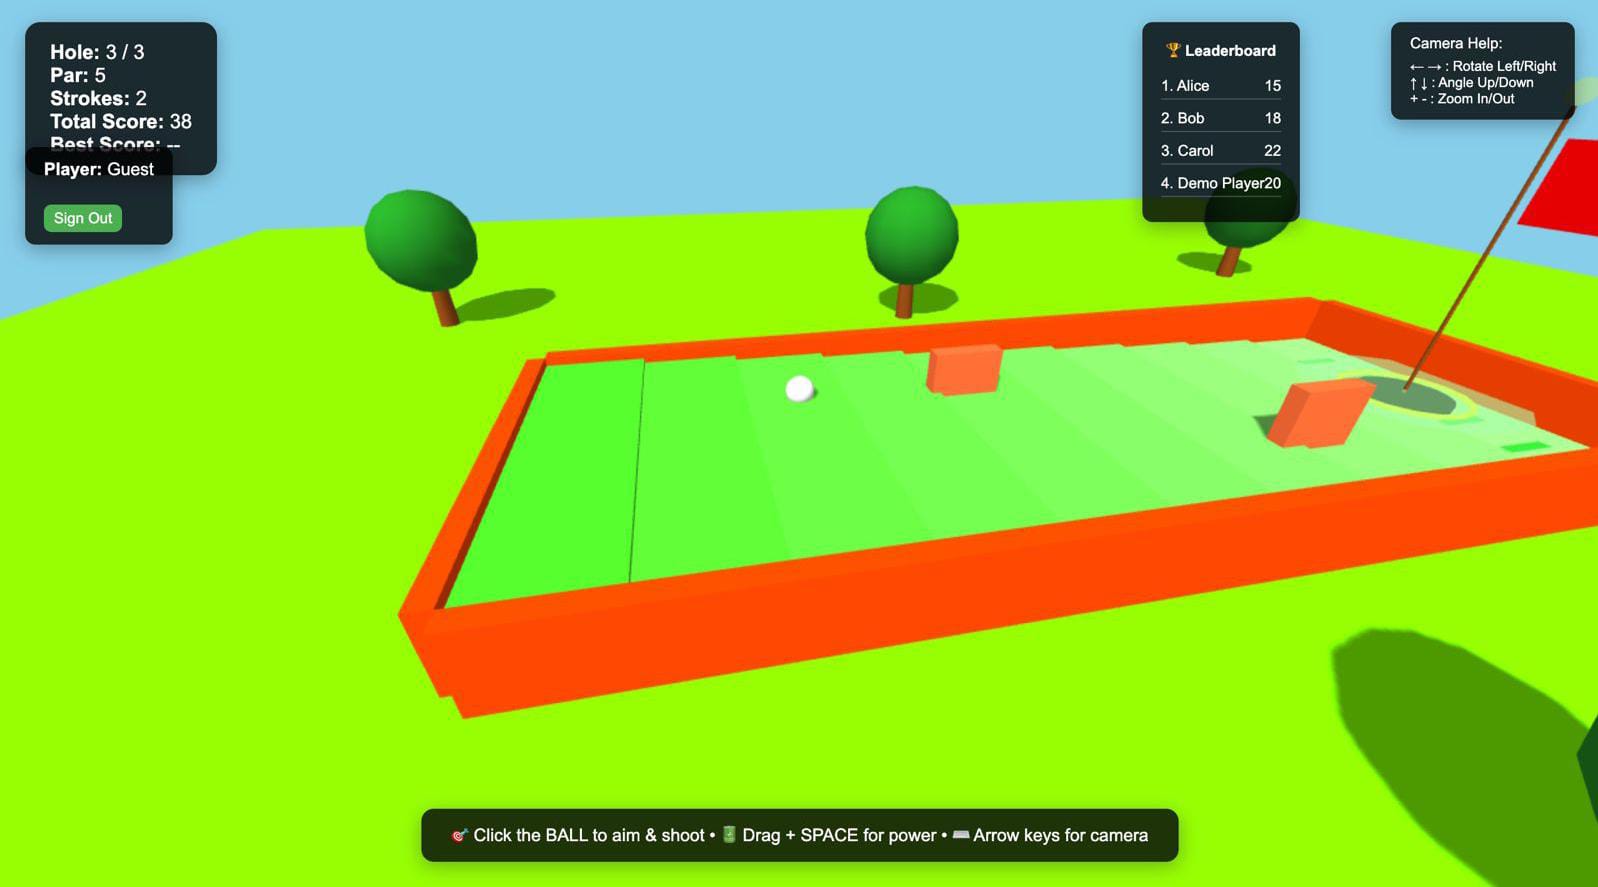 Hole: 3 / 3
Par: 5
Strokes: 2
Total Score: 38
Best Score: --
Player: Guest
Sign Out
🏆 Leaderboard
1. Alice 15
2. Bob 18
3. Carol 22
4. Demo Player20
Camera Help:
← → : Rotate Left/Right
↑ ↓ : Angle Up/Down
+ - : Zoom In/Out
🎯 Click the BALL to aim & shoot • 🔋 Drag + SPACE for power • ⌨️ Arrow keys for camera